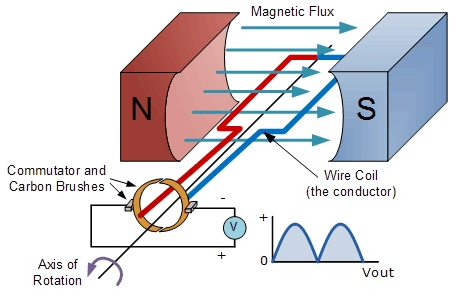 Magnetic Flux
N
S
Commutator and
Carbon Brushes
Wire Coil
(the conductor)
-
V
+
+
0
Vout
Axis of
Rotation